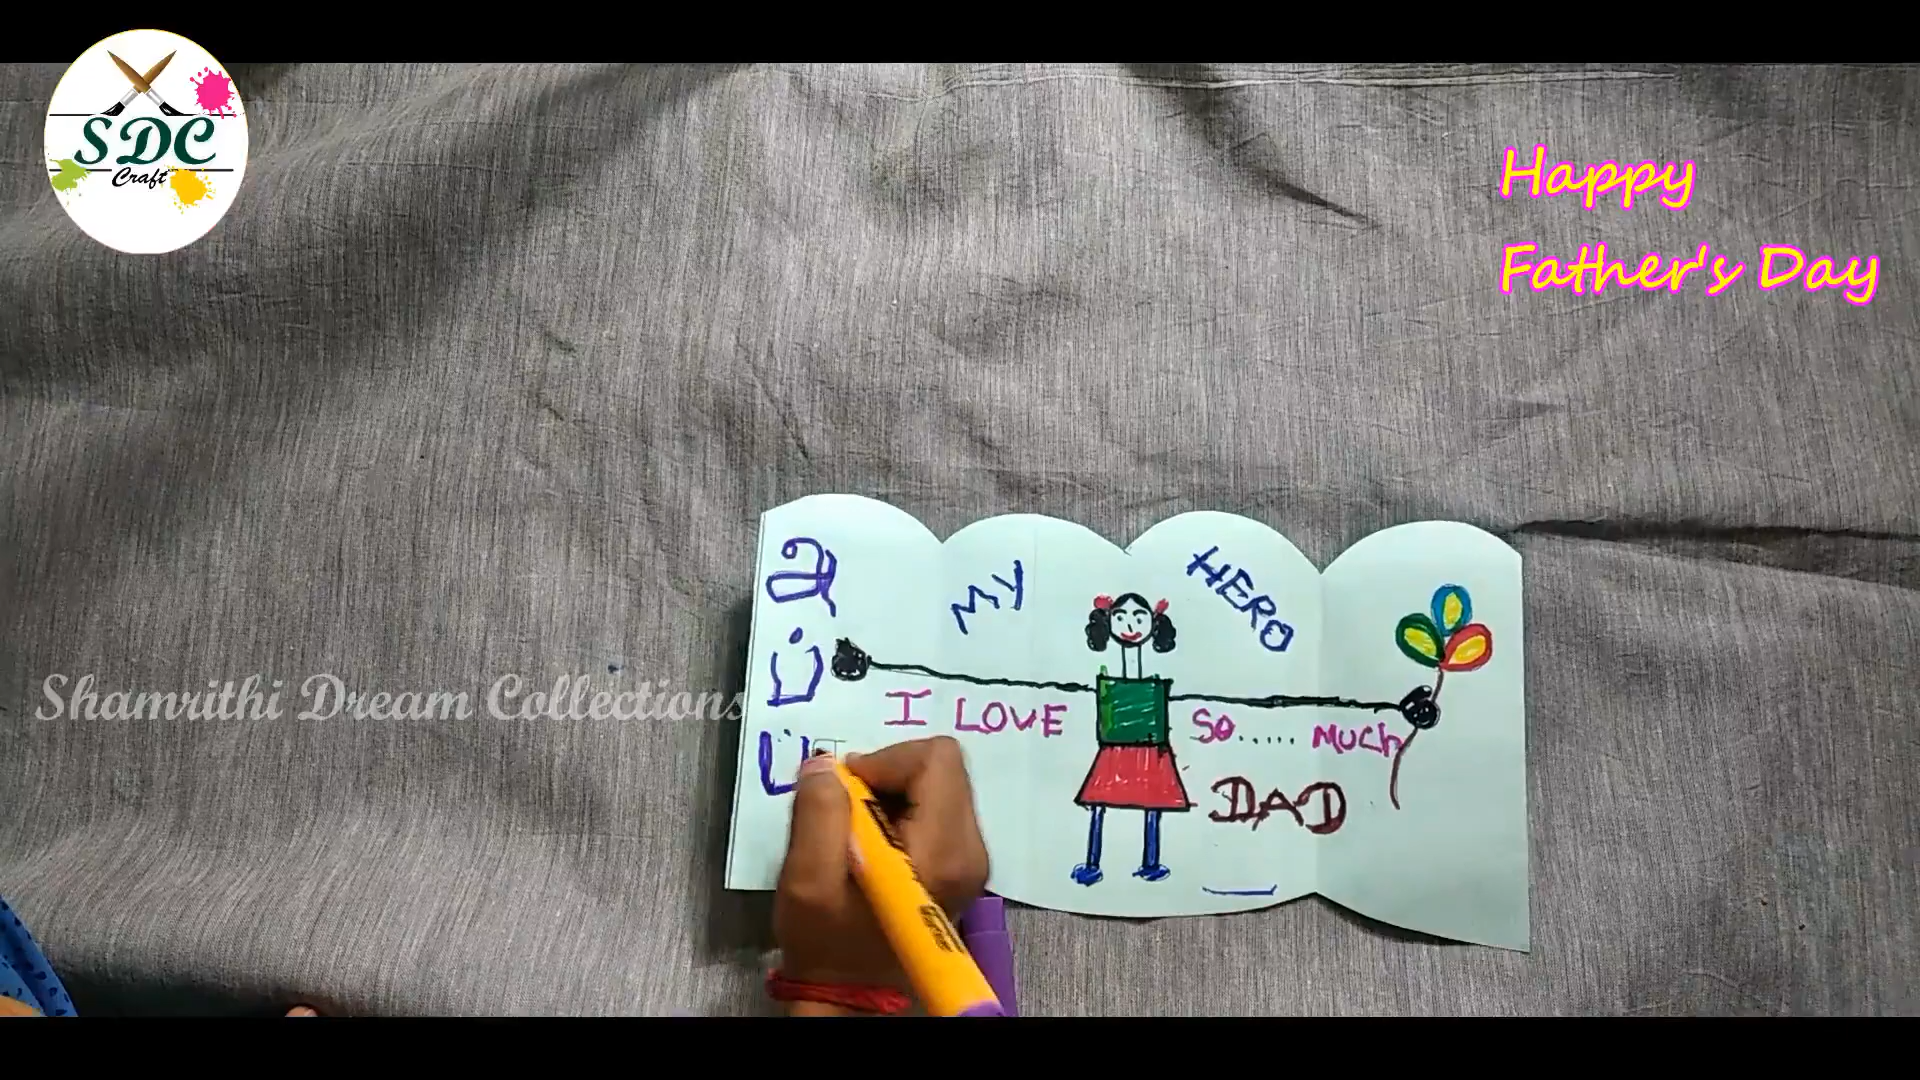 SDC
Craft
Happy
Father's Day
Shamrithi Dream Collections
அ
ப்
ப
MY HERO
I LOVE SO..... MUCH
DAD